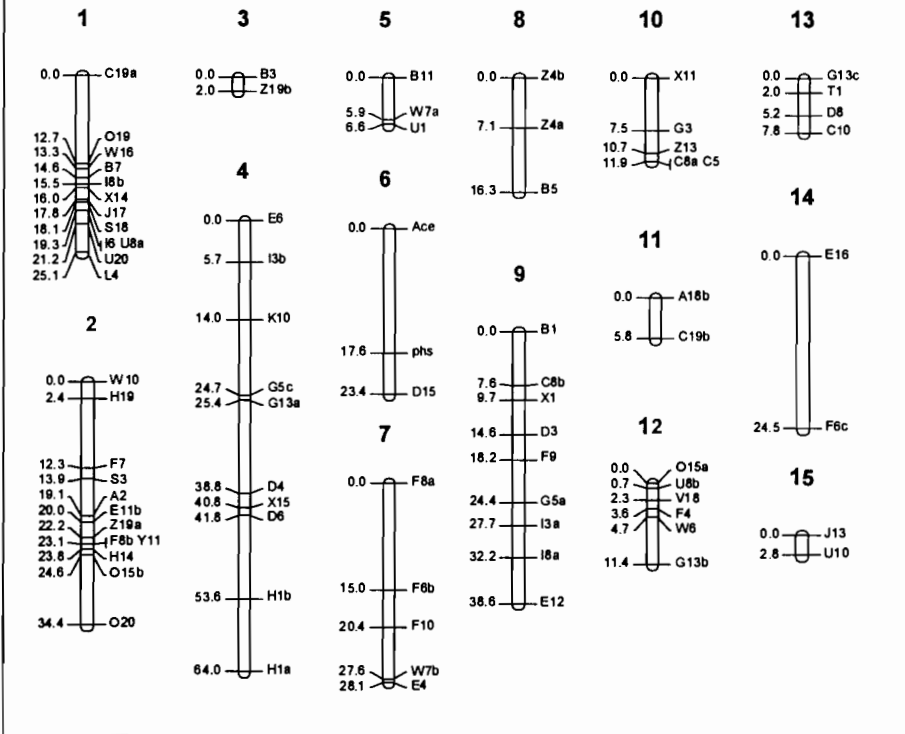 1
0.0 C19a
12.7 O19
13.3 W16
14.6 B7
15.5 I8b
16.0 X14
17.8 J17
18.1 S18
19.3 I6 U8a
21.2 U20
25.1 L4
2
0.0 W10
2.4 H19
12.3 F7
13.9 S3
19.1 A2
20.0 E11b
22.2 Z19a
23.1 F8b Y11
23.8 H14
24.6 O15b
34.4 O20
3
0.0 B3
2.0 Z19b
4
0.0 E6
5.7 I3b
14.0 K10
24.7 G5c
25.4 G13a
38.8 D4
40.8 X15
41.8 D6
53.6 H1b
64.0 H1a
5
0.0 B11
5.9 W7a
6.6 U1
6
0.0 Ace
17.6 phs
23.4 D15
7
0.0 F8a
15.0 F6b
20.4 F10
27.6 W7b
28.1 E4
8
0.0 Z4b
7.1 Z4a
16.3 B5
9
0.0 B1
7.6 C8b
9.7 X1
14.6 D3
18.2 F9
24.4 G5a
27.7 I3a
32.2 I8a
38.6 E12
10
0.0 X11
7.5 G3
10.7 Z13
11.9 C8a C5
11
0.0 A18b
5.8 C19b
12
0.0 O15a
0.7 U8b
2.3 V18
3.6 F4
4.7 W6
11.4 G13b
13
0.0 G13c
2.0 T1
5.2 D8
7.8 C10
14
0.0 E16
24.5 F6c
15
0.0 J13
2.8 U10